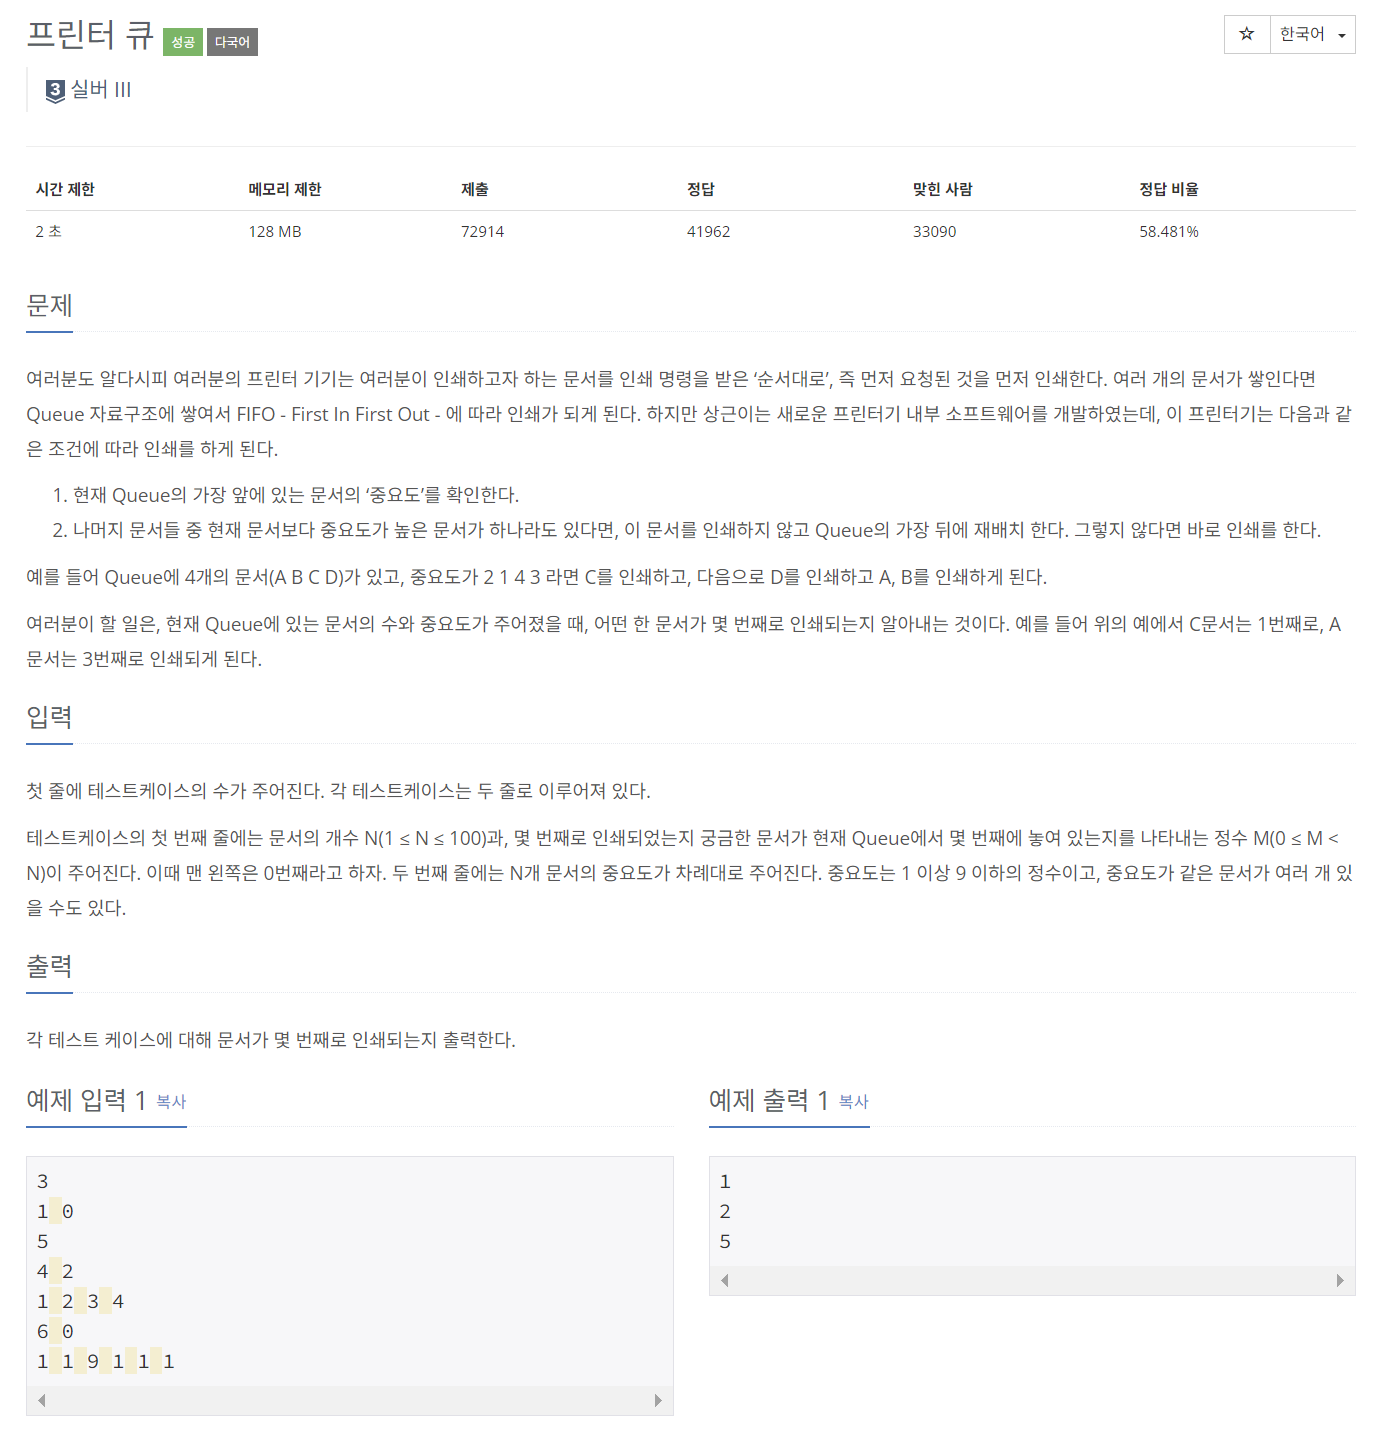 프린터 큐 성공 다국어
☆ 한국어
3 실버 III
시간 제한 메모리 제한 제출 정답 맞힌 사람 정답 비율
2 초 128 MB 72914 41962 33090 58.481%
문제
여러분도 알다시피 여러분의 프린터 기기는 여러분이 인쇄하고자 하는 문서를 인쇄 명령을 받은 ‘순서대로’, 즉 먼저 요청된 것을 먼저 인쇄한다. 여러 개의 문서가 쌓인다면
Queue 자료구조에 쌓여서 FIFO - First In First Out - 에 따라 인쇄가 되게 된다. 하지만 상근이는 새로운 프린터기 내부 소프트웨어를 개발하였는데, 이 프린터기는 다음과 같
은 조건에 따라 인쇄를 하게 된다.
1. 현재 Queue의 가장 앞에 있는 문서의 ‘중요도’를 확인한다.
2. 나머지 문서들 중 현재 문서보다 중요도가 높은 문서가 하나라도 있다면, 이 문서를 인쇄하지 않고 Queue의 가장 뒤에 재배치 한다. 그렇지 않다면 바로 인쇄를 한다.
예를 들어 Queue에 4개의 문서(A B C D)가 있고, 중요도가 2 1 4 3 라면 C를 인쇄하고, 다음으로 D를 인쇄하고 A, B를 인쇄하게 된다.
여러분이 할 일은, 현재 Queue에 있는 문서의 수와 중요도가 주어졌을 때, 어떤 한 문서가 몇 번째로 인쇄되는지 알아내는 것이다. 예를 들어 위의 예에서 C문서는 1번째로, A
문서는 3번째로 인쇄되게 된다.
입력
첫 줄에 테스트케이스의 수가 주어진다. 각 테스트케이스는 두 줄로 이루어져 있다.
테스트케이스의 첫 번째 줄에는 문서의 개수 N(1 ≤ N ≤ 100)과, 몇 번째로 인쇄되었는지 궁금한 문서가 현재 Queue에서 몇 번째에 놓여 있는지를 나타내는 정수 M(0 ≤ M <
N)이 주어진다. 이때 맨 왼쪽은 0번째라고 하자. 두 번째 줄에는 N개 문서의 중요도가 차례대로 주어진다. 중요도는 1 이상 9 이하의 정수이고, 중요도가 같은 문서가 여러 개 있
을 수도 있다.
출력
각 테스트 케이스에 대해 문서가 몇 번째로 인쇄되는지 출력한다.
예제 입력 1 복사
3
1 0
5
4 2
1 2 3 4
6 0
1 1 9 1 1 1
예제 출력 1 복사
1
2
5